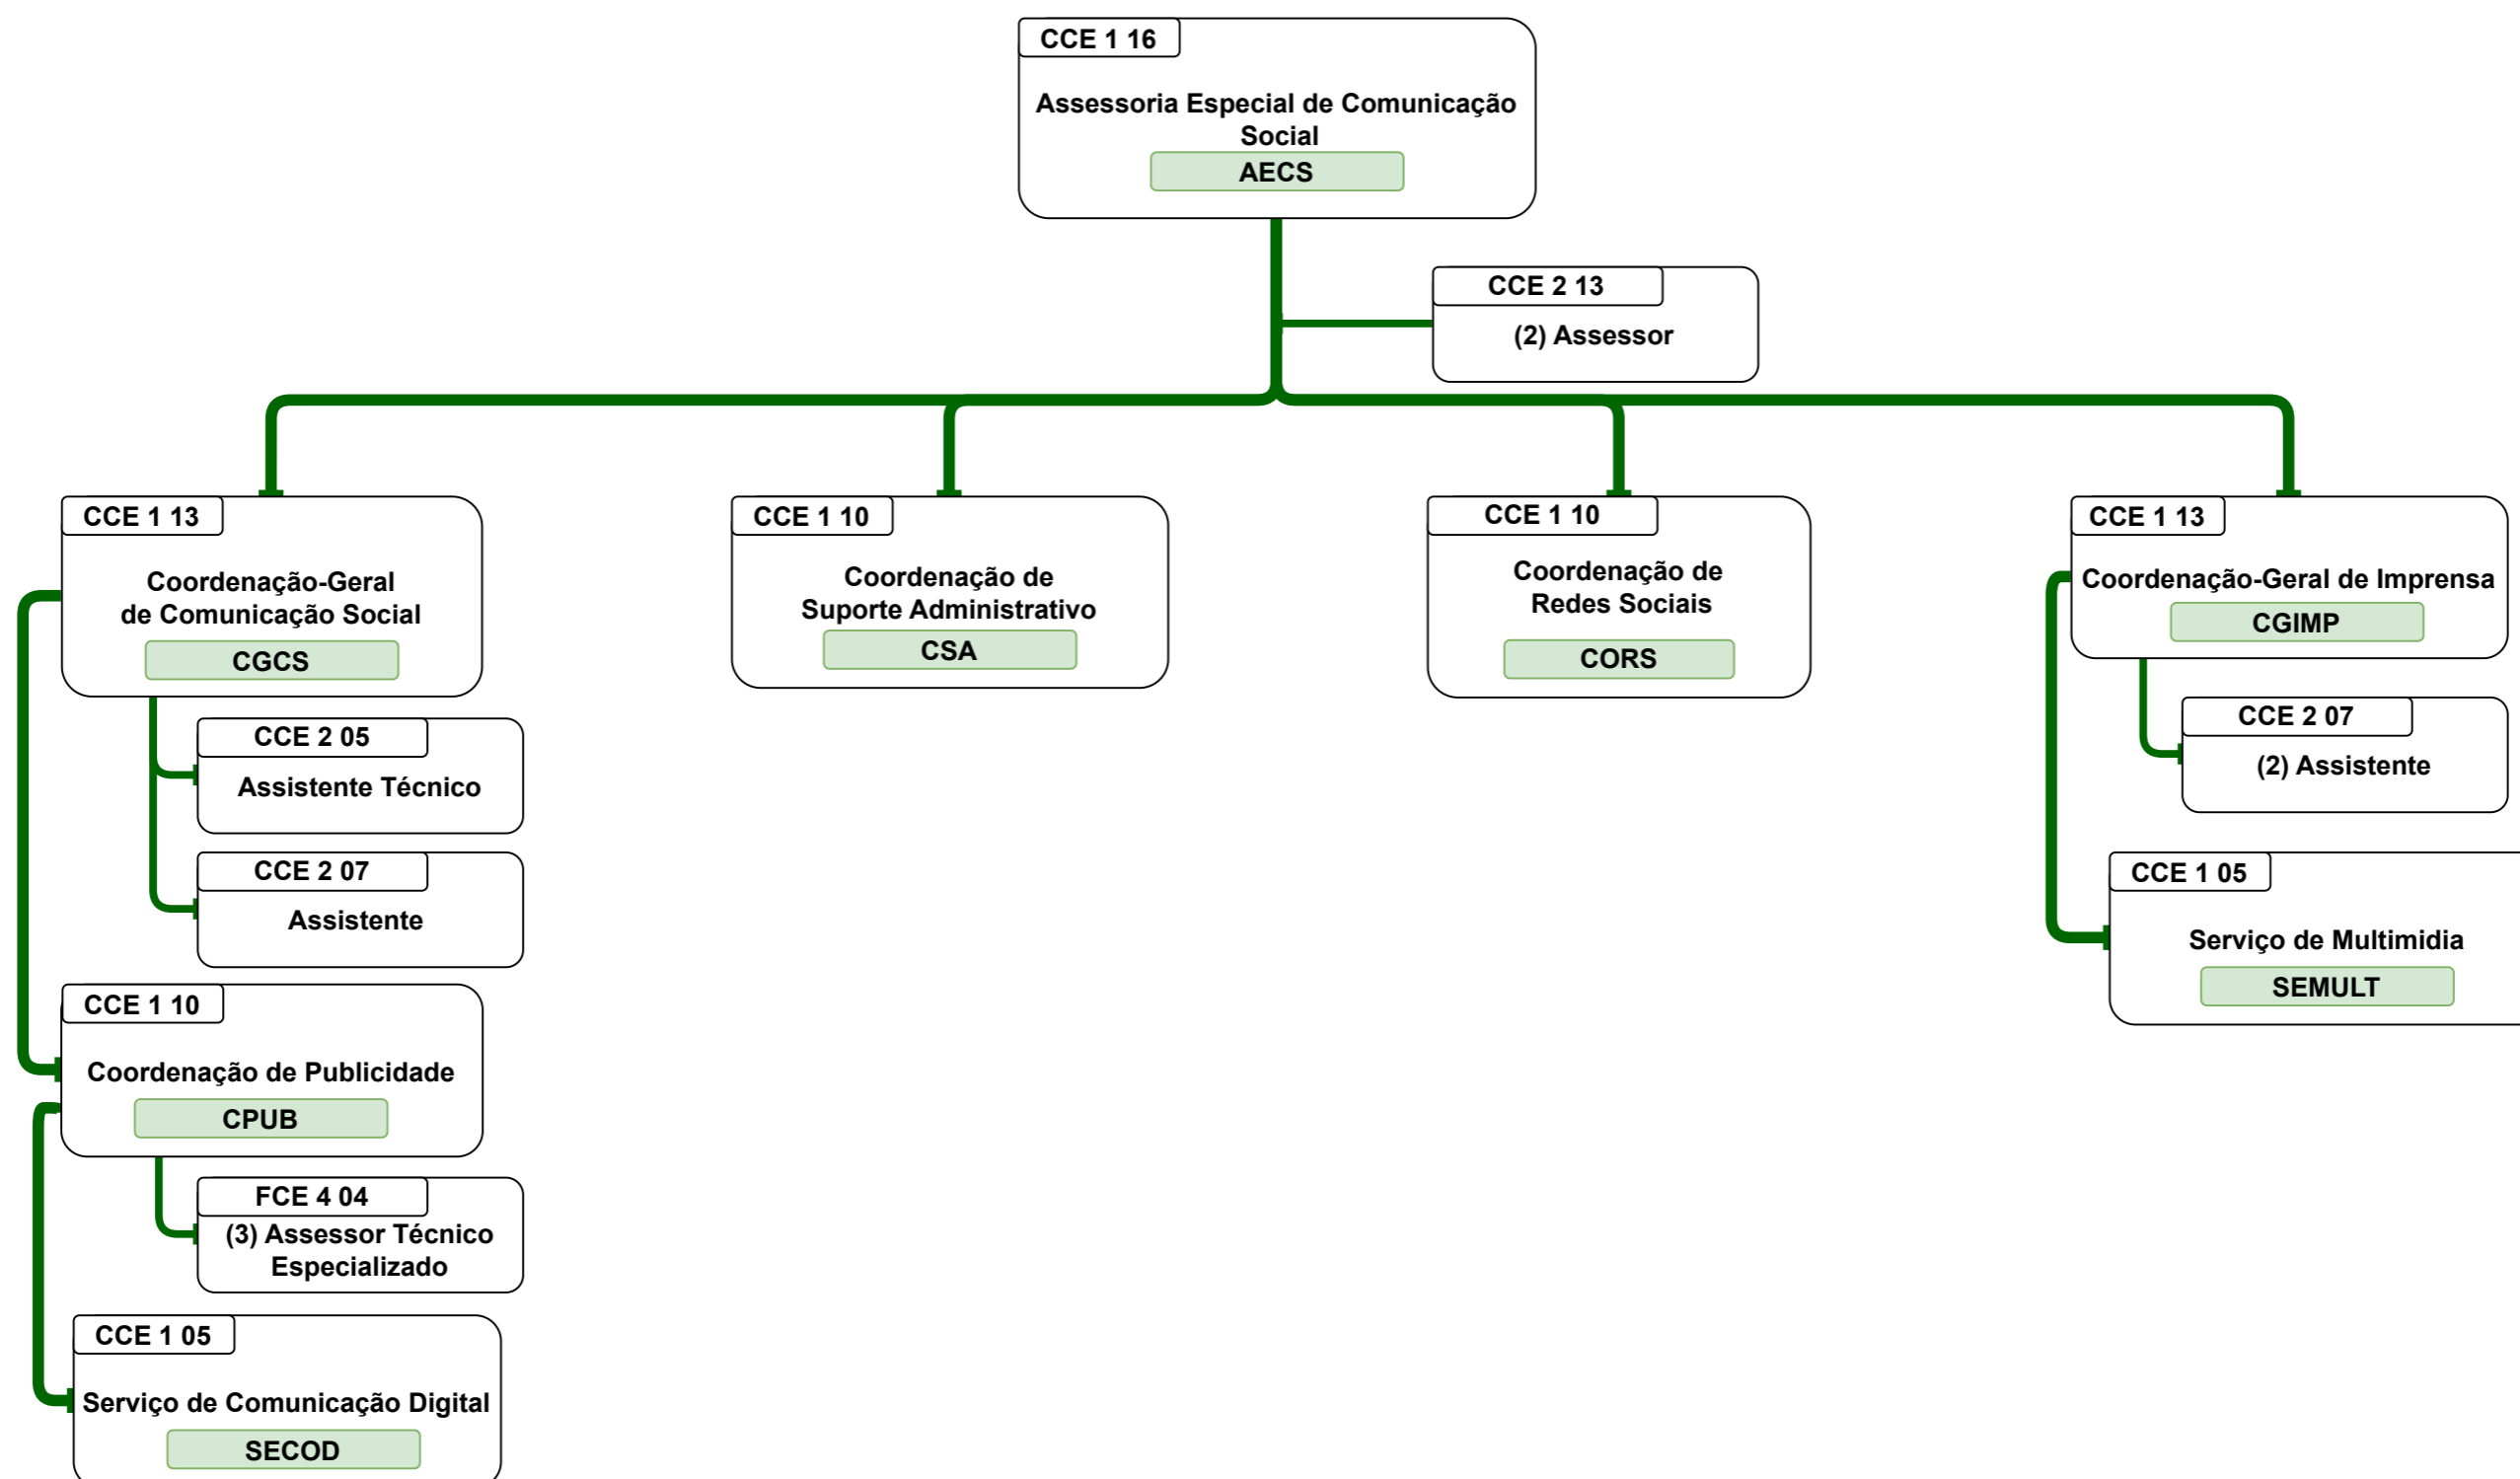 CCE 1 16
Assessoria Especial de Comunicação
Social
AECS
CCE 2 13
(2) Assessor
CCE 1 13
Coordenação-Geral
de Comunicação Social
CGCS
CCE 2 05
Assistente Técnico
CCE 2 07
Assistente
CCE 1 10
Coordenação de Publicidade
CPUB
FCE 4 04
(3) Assessor Técnico
Especializado
CCE 1 05
Serviço de Comunicação Digital
SECOD
CCE 1 10
Coordenação de
Suporte Administrativo
CSA
CCE 1 10
Coordenação de
Redes Sociais
CORS
CCE 1 13
Coordenação-Geral de Imprensa
CGIMP
CCE 2 07
(2) Assistente
CCE 1 05
Serviço de Multimidia
SEMULT